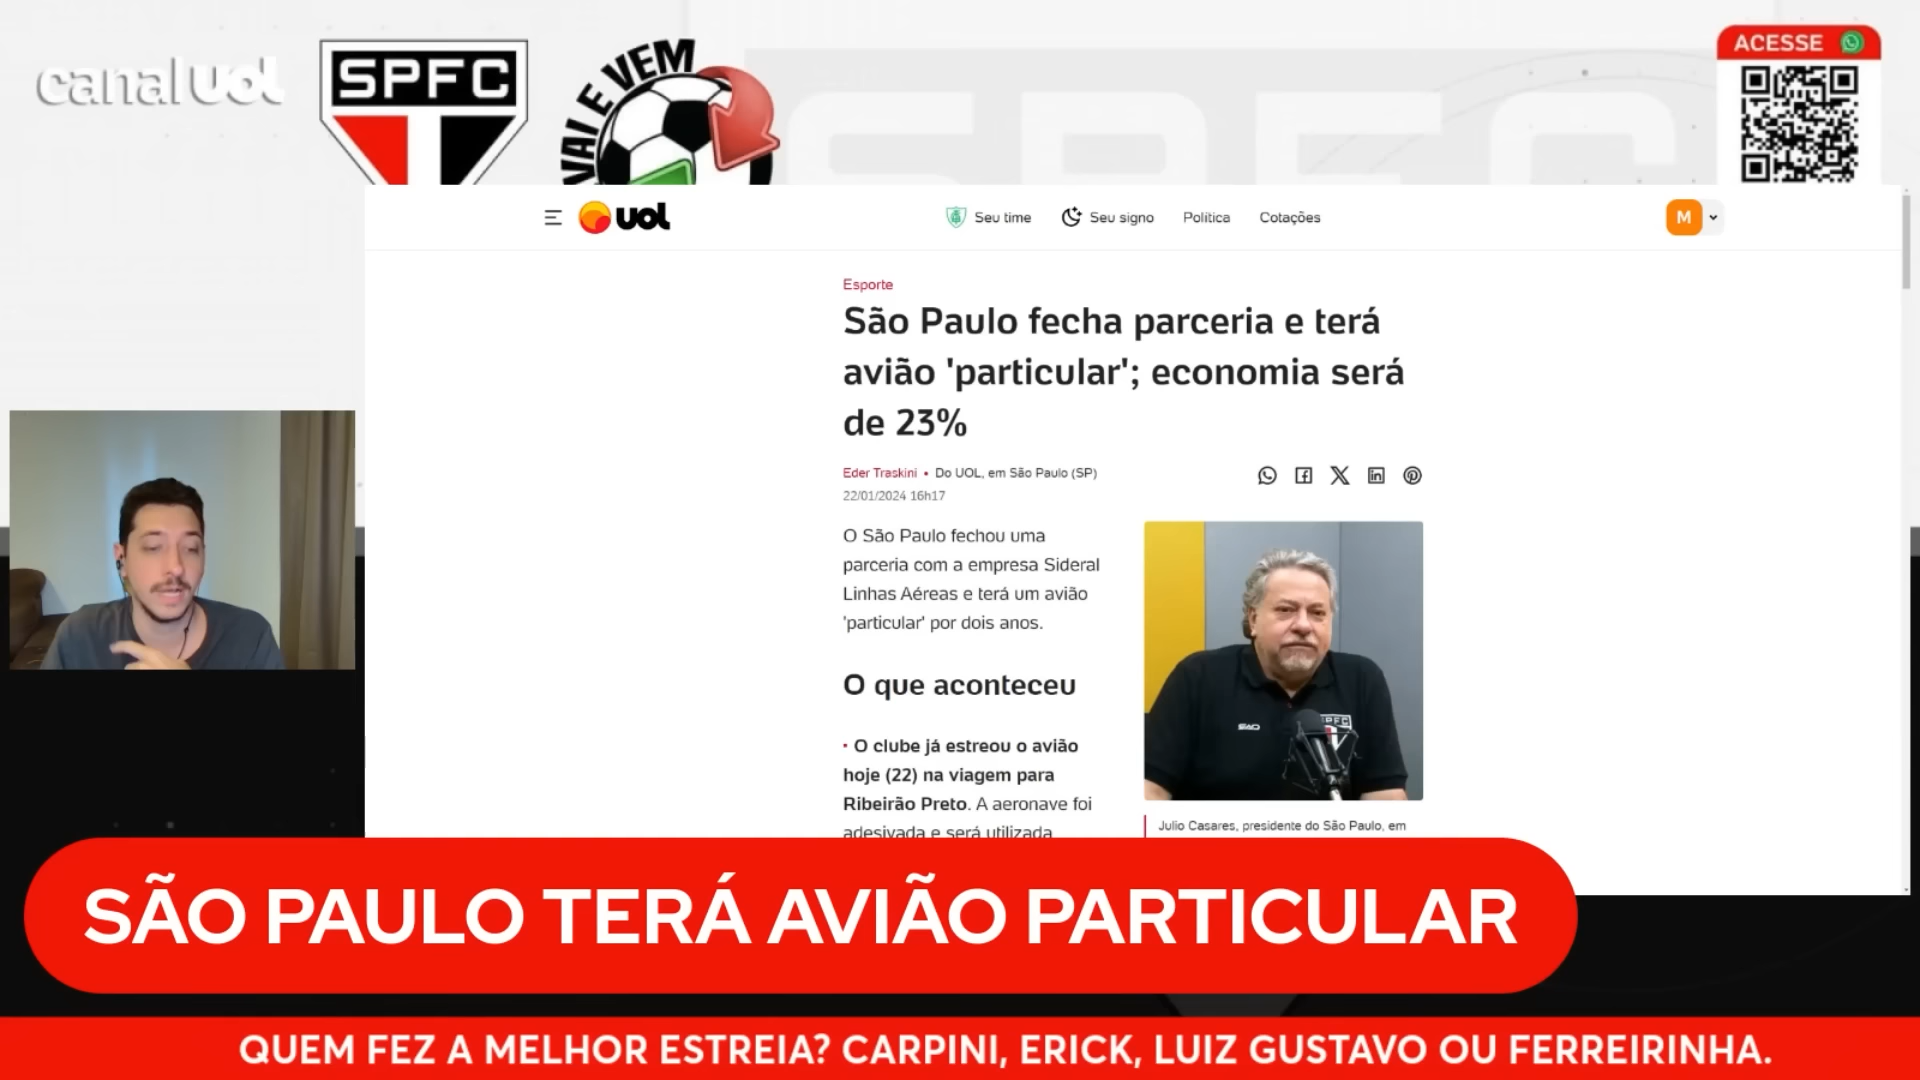 canal UOL
SPFC
VAI E VEM
ACESSE
SPFC
uol
Seu time
Seu signo
Política
Cotações
M
Esporte
São Paulo fecha parceria e terá
avião 'particular'; economia será
de 23%
Eder Traskini • Do UOL, em São Paulo (SP)
22/01/2024 16h17
O São Paulo fechou uma
parceria com a empresa Sideral
Linhas Aéreas e terá um avião
'particular' por dois anos.
O que aconteceu
O clube já estreou o avião
hoje (22) na viagem para
Ribeirão Preto. A aeronave foi
adesivada e será utilizada
SPFC
Julio Casares, presidente do São Paulo, em
SÃO PAULO TERÁ AVIÃO PARTICULAR
QUEM FEZ A MELHOR ESTREIA? CARPINI, ERICK, LUIZ GUSTAVO OU FERREIRINHA.